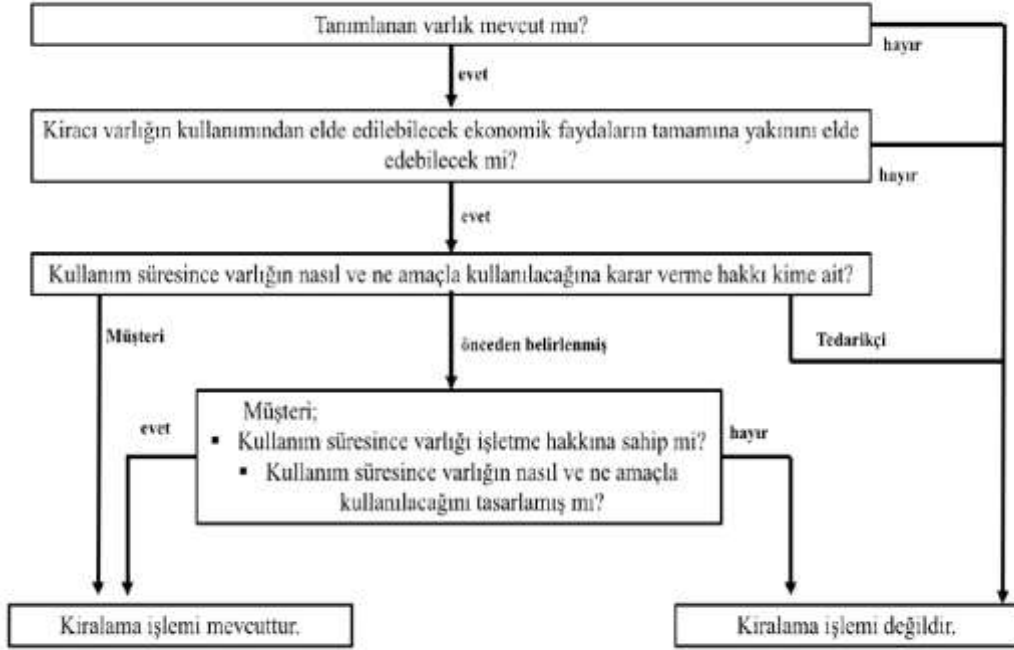 Tanımlanan varlık mevcut mu?
hayır
evet
Kiracı varlığın kullanımından elde edilebilecek ekonomik faydaların tamamına yakınını elde
edebilecek mi?
hayır
evet
Kullanım süresince varlığın nasıl ve ne amaçla kullanılacağına karar verme hakkı kime ait?
Müşteri
önceden belirlenmiş
Tedarikçi
Müşteri;
evet
▪ Kullanım süresince varlığı işletme hakkına sahip mi?
hayır
▪ Kullanım süresince varlığın nasıl ve ne amaçla
kullanılacağını tasarlamış mı?
Kiralama işlemi mevcuttur.
Kiralama işlemi değildir.